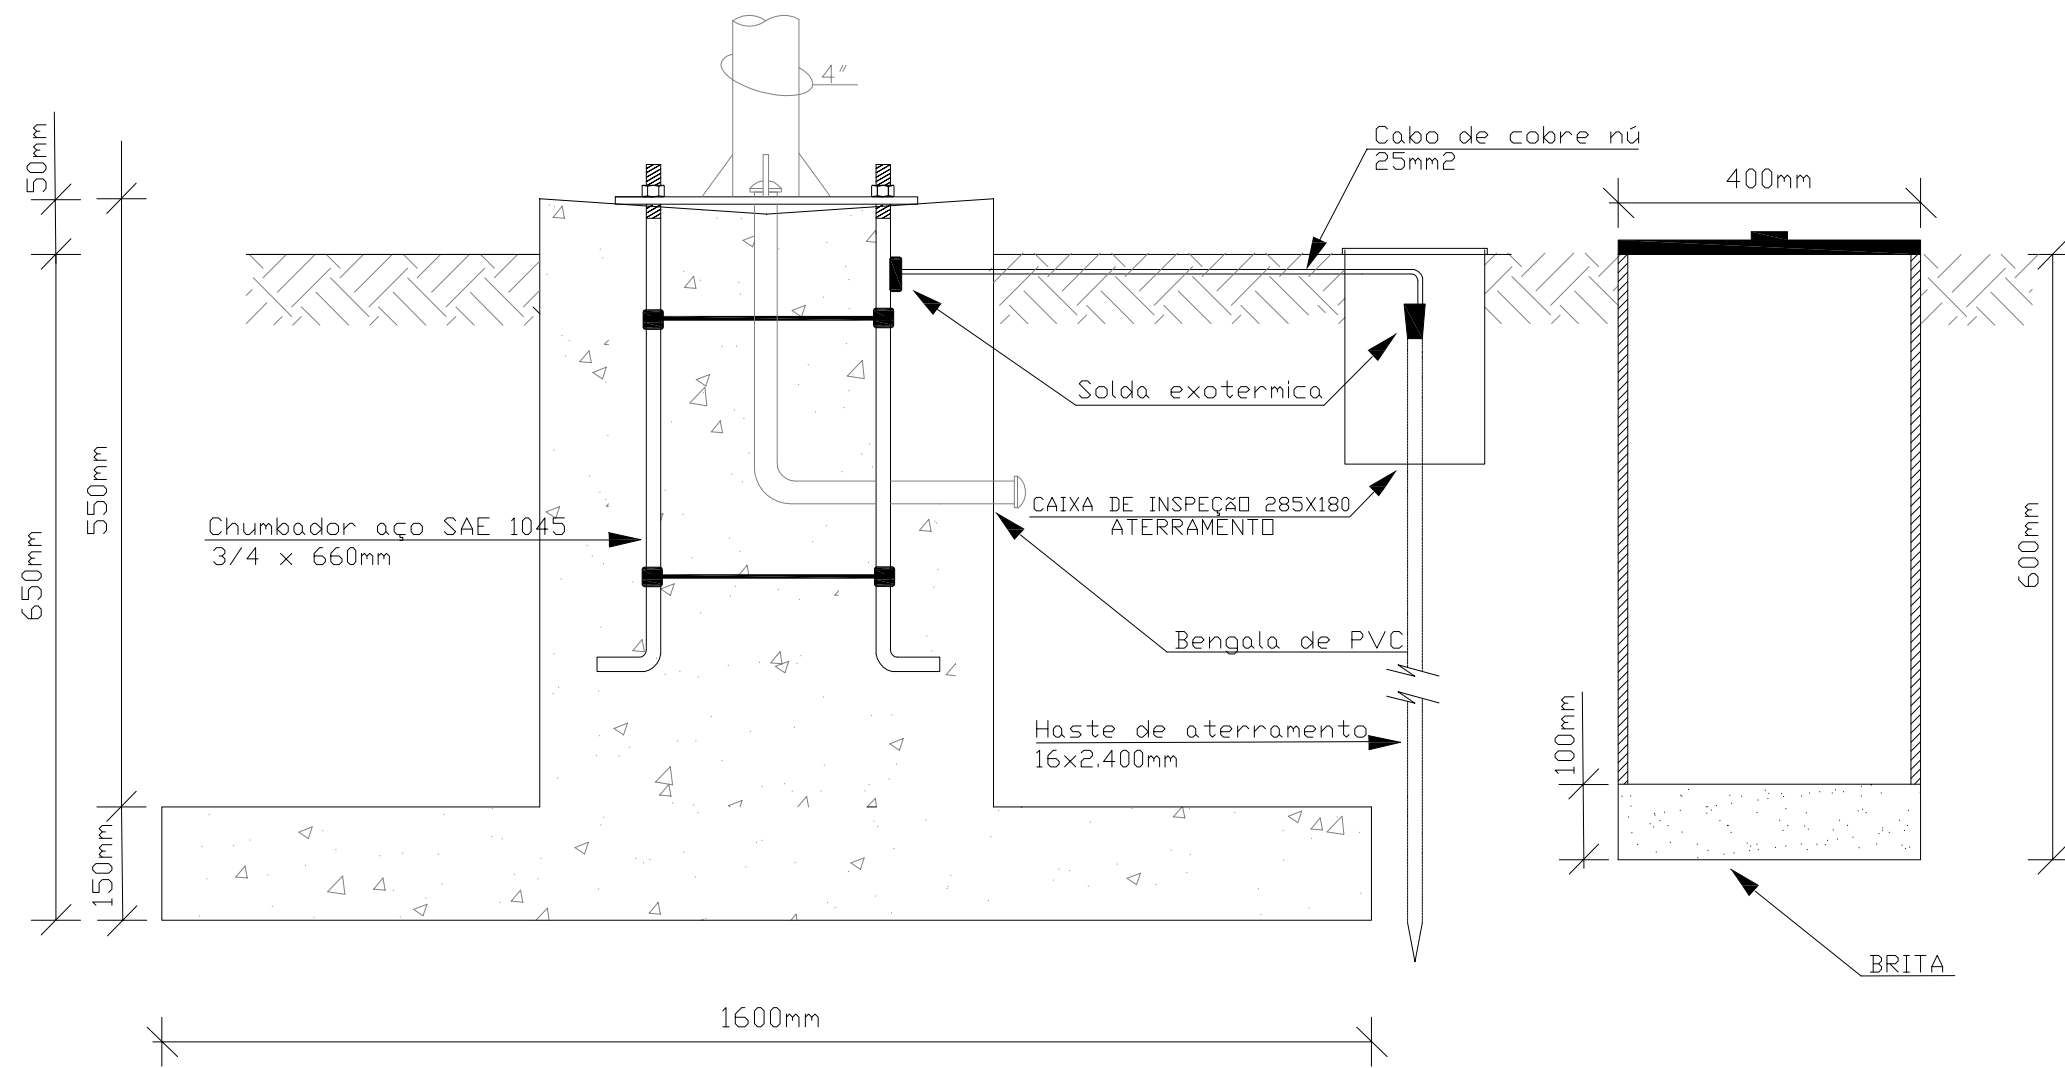 4"
50mm
Cabo de cobre nú
25mm2
400mm
Solda exotermica
550mm
650mm
Chumbador aço SAE 1045
3/4 x 660mm
CAIXA DE INSPEÇãO 285X180
ATERRAMENTO
600mm
Bengala de PVC
Haste de aterramento
16x2.400mm
100mm
150mm
BRITA
1600mm